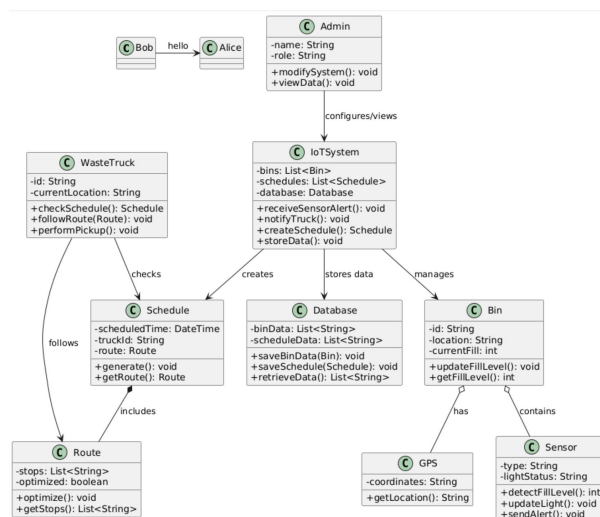 C Bob
hello
C Alice
C Admin
-name: String
-role: String
+modifySystem(): void
+viewData(): void
configures/views
C IoTSystem
-bins: List<Bin>
-schedules: List<Schedule>
-database: Database
+receiveSensorAlert(): void
+notifyTruck(): void
+createSchedule(): Schedule
+storeData(): void
C WasteTruck
-id: String
-currentLocation: String
+checkSchedule(): Schedule
+followRoute(Route): void
+performPickup(): void
checks
creates
stores data
manages
follows
C Schedule
-scheduledTime: DateTime
-truckId: String
-route: Route
+generate(): void
+getRoute(): Route
C Database
-binData: List<String>
-scheduleData: List<String>
+saveBinData(Bin): void
+saveSchedule(Schedule): void
+retrieveData(): List<String>
C Bin
-id: String
-location: String
-currentFill: int
+updateFillLevel(): void
+getFillLevel(): int
includes
has
contains
C Route
-stops: List<String>
-optimized: boolean
+optimize(): void
+getStops(): List<String>
C GPS
-coordinates: String
+getLocation(): String
C Sensor
-type: String
-lightStatus: String
+detectFillLevel(): int
+updateLight(): void
+sendAlert(): void